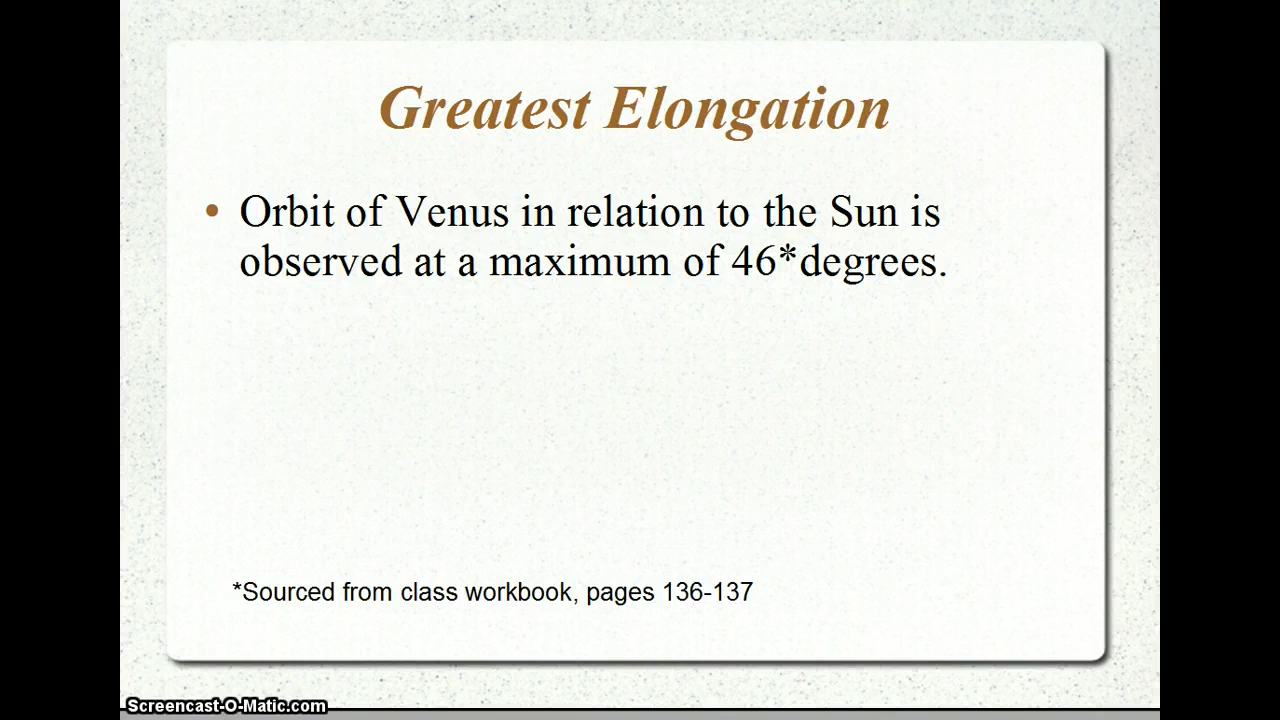 Greatest Elongation
• Orbit of Venus in relation to the Sun is
observed at a maximum of 46*degrees.
*Sourced from class workbook, pages 136-137
Screencast-O-Matic.com